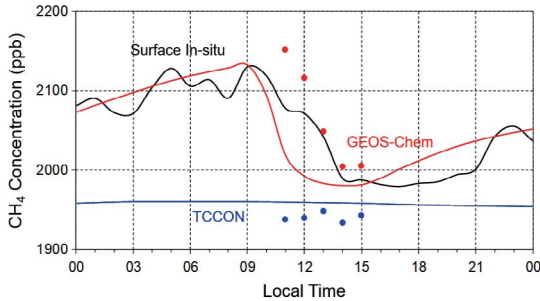 2200
2100
2000
1900
CH₄ Concentration (ppb)
Surface In-situ
GEOS-Chem
TCCON
00 03 06 09 12 15 18 21 00
Local Time